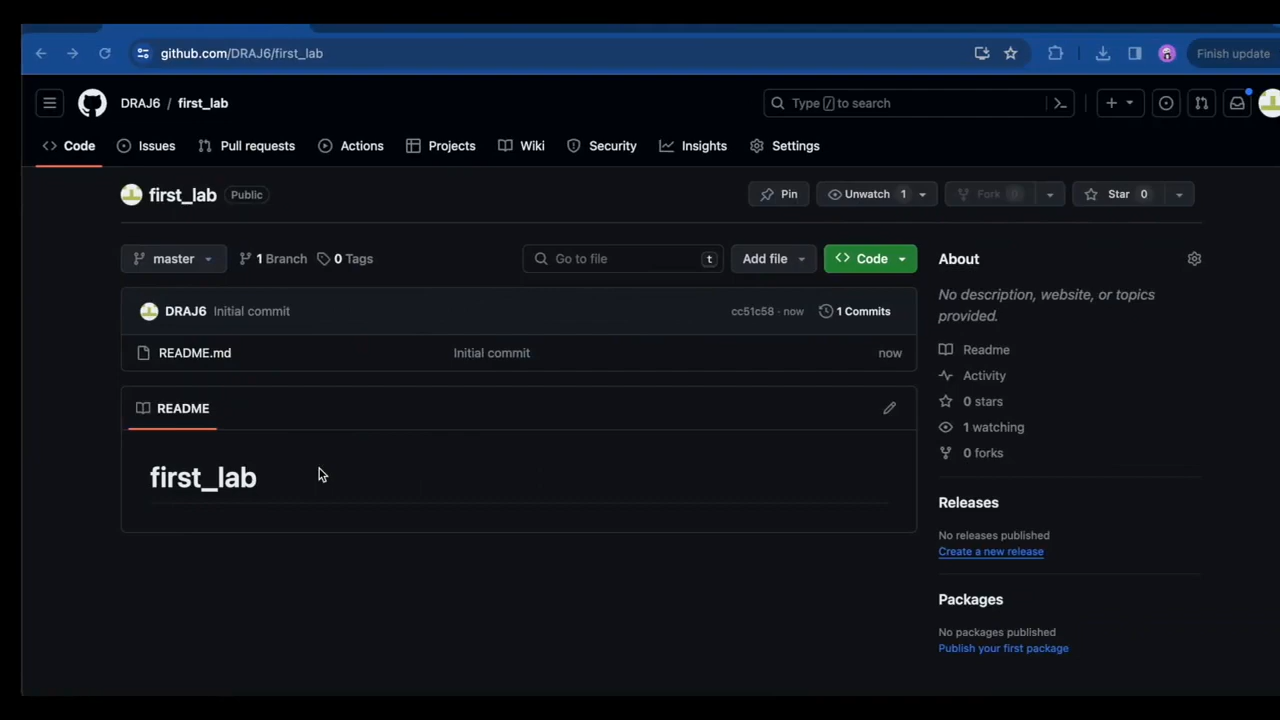 github.com/DRAJ6/first_lab
Finish update
DRAJ6 / first_lab
Type / to search
Code Issues Pull requests Actions Projects Wiki Security Insights Settings
first_lab Public
Pin Unwatch 1 Fork 0 Star 0
master 1 Branch 0 Tags Go to file t Add file Code
About
No description, website, or topics
provided.
DRAJ6 Initial commit cc51c58 · now 1 Commits
README.md Initial commit now
Readme
Activity
0 stars
1 watching
0 forks
README
first_lab
Releases
No releases published
Create a new release
Packages
No packages published
Publish your first package